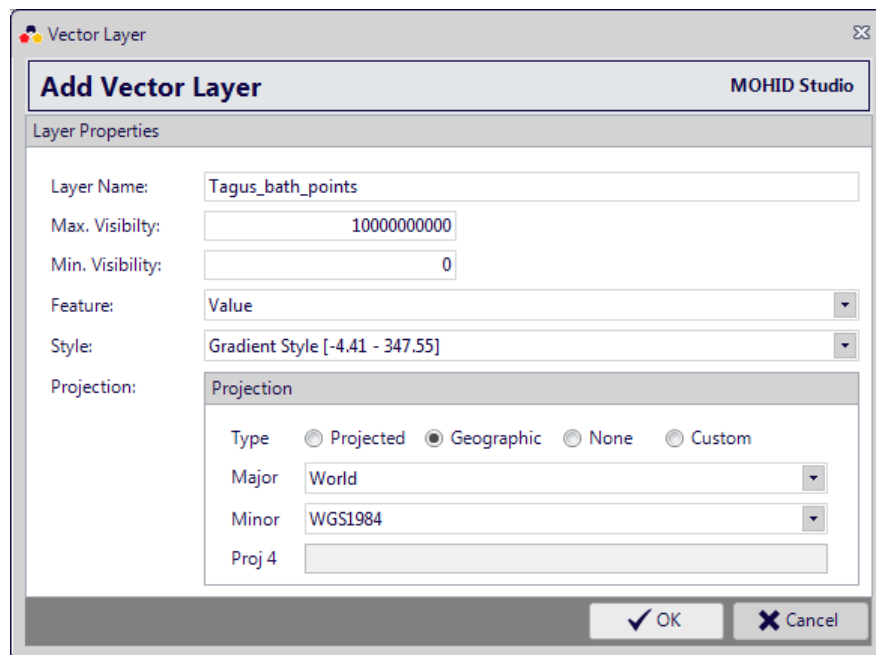 Vector Layer
Add Vector Layer MOHID Studio
Layer Properties
Layer Name: Tagus_bath_points
Max. Visibilty: 10000000000
Min. Visibility: 0
Feature: Value
Style: Gradient Style [-4.41 - 347.55]
Projection: Projection
Type Projected Geographic None Custom
Major World
Minor WGS1984
Proj 4
OK Cancel